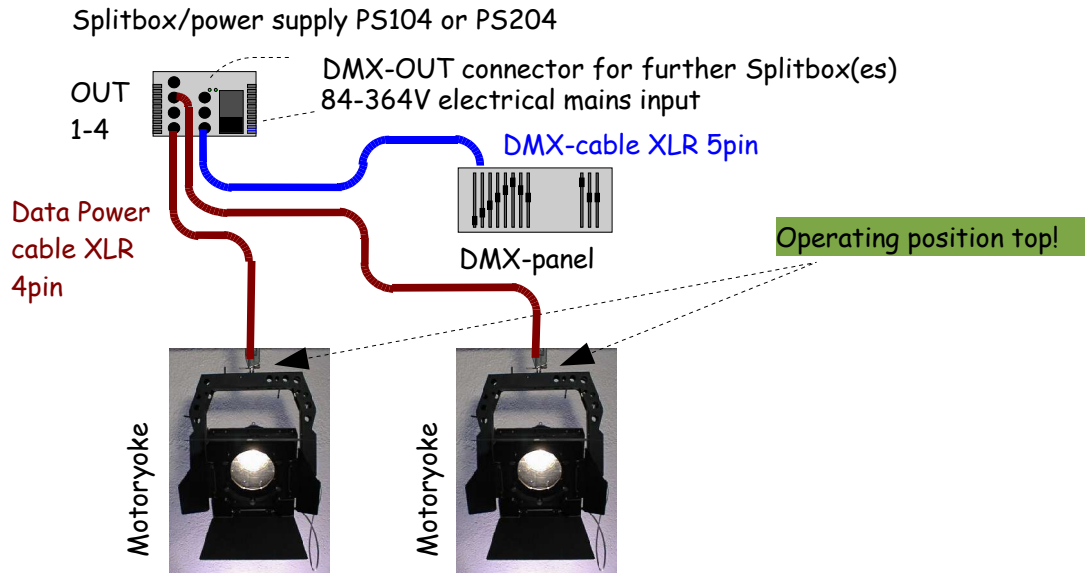 Splitbox/power supply PS104 or PS204
OUT
1-4
DMX-OUT connector for further Splitbox(es)
84-364V electrical mains input
DMX-cable XLR 5pin
Data Power
cable XLR
4pin
DMX-panel
Operating position top!
Motoryoke
Motoryoke